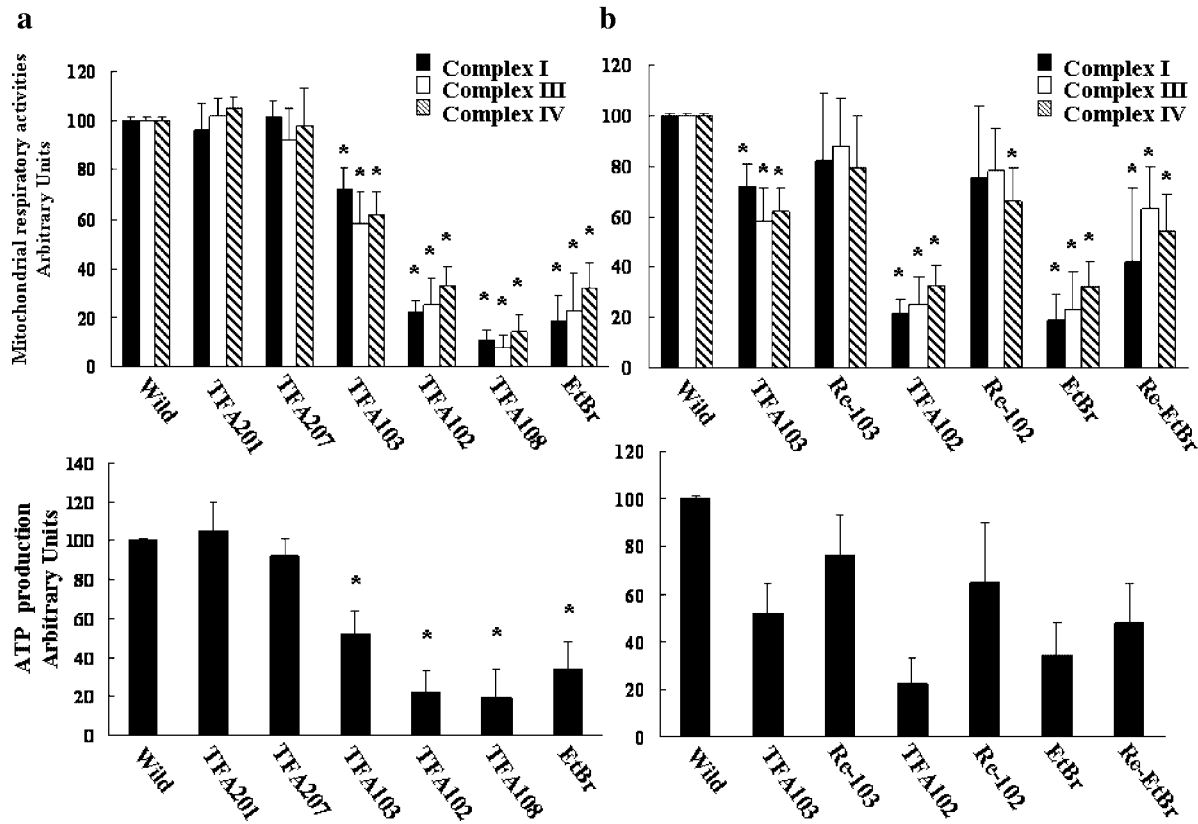 a
Mitochondrial respiratory activities
Arbitrary Units
120
100
80
60
40
20
0
Complex I
Complex III
Complex IV
* * *
* * *
* * *
* * *
Wild
TFA201
TFA207
TFA103
TFA102
TFA108
EtBr
b
120
100
80
60
40
20
0
Complex I
Complex III
Complex IV
* * *
* * *
*
* * *
* * *
Wild
TFA103
Re-103
TFA102
Re-102
EtBr
Re-EtBr
ATP production
Arbitrary Units
140
120
100
80
60
40
20
0
*
*
*
*
Wild
TFA201
TFA207
TFA103
TFA102
TFA108
EtBr
120
100
80
60
40
20
0
Wild
TFA103
Re-103
TFA102
Re-102
EtBr
Re-EtBr